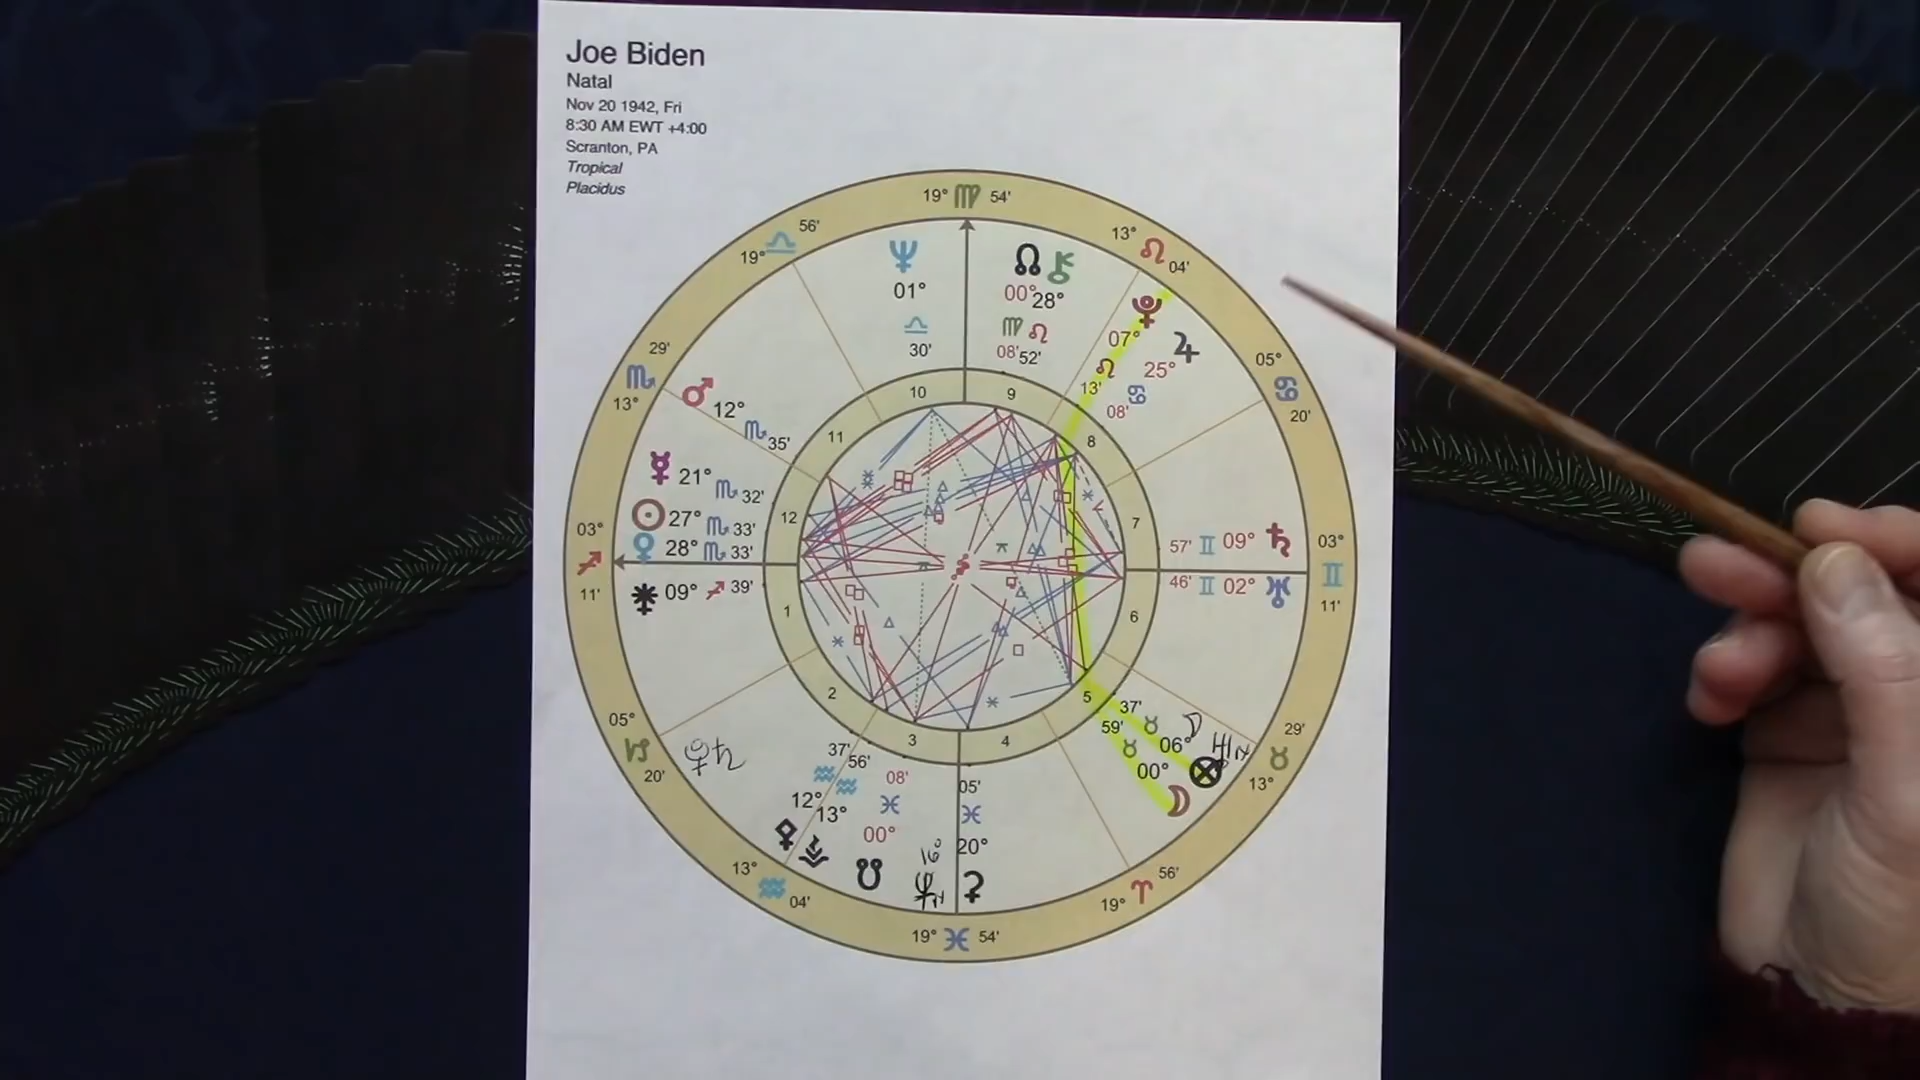 Joe Biden
Natal
Nov 20 1942, Fri
8:30 AM EWT +4:00
Scranton, PA
Tropical
Placidus
19° ♍ 54'
19° ♎ 56'
13° ♌ 04'
♆
01°
♎
30'
☊ ⚷
00° 28°
♍ ♌
08' 52'
♇
07°
♌
13'
♃
25°
♋
08'
05° ♋ 20'
29' ♏ 13°
♂ 12° ♏ 35'
10
9
11
8
☿ 21° ♏ 32'
☉ 27° ♏ 33'
♀ 28° ♏ 33'
12
7
57' ♊ 09° ♄
03° ♐ 11'
03° ♊ 11'
46' ♊ 02° ♅
09° ♐ 39'
1
6
2
5
3
4
37' ♉ 06° ⊗
59' ♉ 00° ☽
☽
♅
29' ♉ 13°
05° ♑ 20'
♀ ♄
37' ♒ 12° ⚴
56' ♒ 13° ⚶
08' ♓ 00° ☋
16° ♆
05' ♓ 20° ⚳
13° ♒ 04'
19° ♈ 56'
19° ♓ 54'